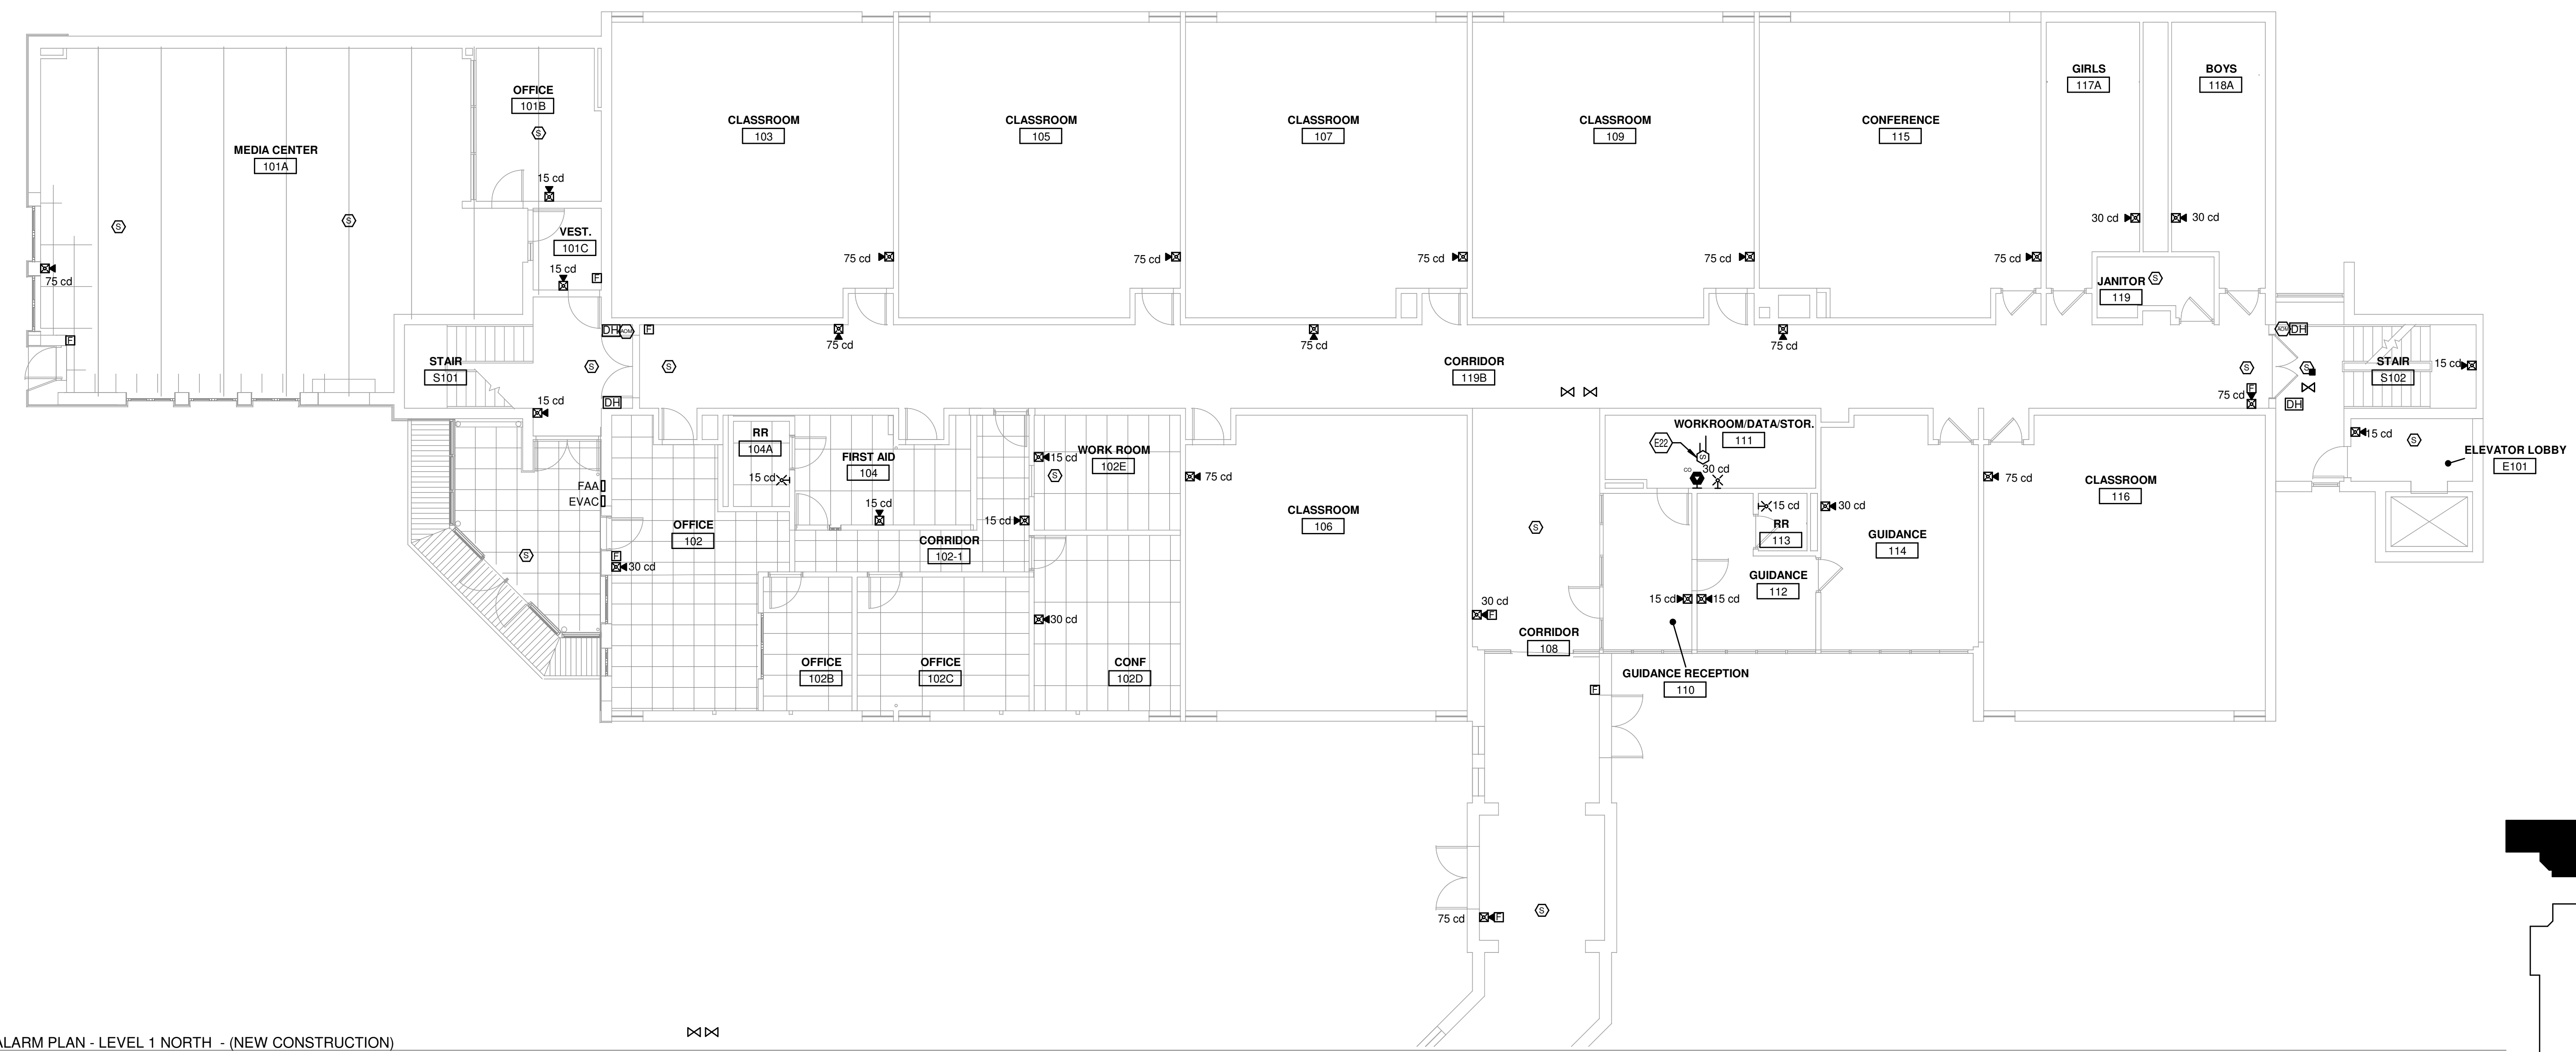 GIRLS
117A
BOYS
118A
OFFICE
101B
CLASSROOM
103
CLASSROOM
105
CLASSROOM
107
CLASSROOM
109
CONFERENCE
115
MEDIA CENTER
101A
S
S
S
15 cd
VEST.
101C
15 cd
F
75 cd
F
75 cd
75 cd
75 cd
75 cd
75 cd
30 cd
30 cd
JANITOR
119
S
DH
F
75 cd
75 cd
75 cd
DH
STAIR
S101
S
S
CORRIDOR
119B
S
S
STAIR
S102
15 cd
15 cd
DH
F
75 cd
DH
RR
104A
15 cd
FIRST AID
104
15 cd
15 cd
WORK ROOM
102E
15 cd
S
75 cd
WORKROOM/DATA/STOR.
111
E22
S
CO
30 cd
15 cd
S
ELEVATOR LOBBY
E101
FAA
EVAC
S
OFFICE
102
F
30 cd
CORRIDOR
102-1
CLASSROOM
106
S
15 cd
RR
113
30 cd
GUIDANCE
114
75 cd
CLASSROOM
116
GUIDANCE
112
15 cd
15 cd
30 cd
30 cd
F
CORRIDOR
108
OFFICE
102B
OFFICE
102C
CONF
102D
GUIDANCE RECEPTION
110
F
75 cd
F
S
ALARM PLAN - LEVEL 1 NORTH - (NEW CONSTRUCTION)